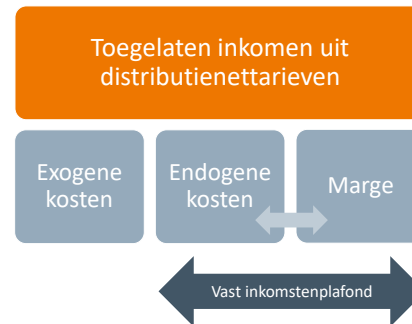 Toegelaten inkomen uit
distributienettarieven
Exogene
kosten
Endogene
kosten
Marge
Vast inkomstenplafond